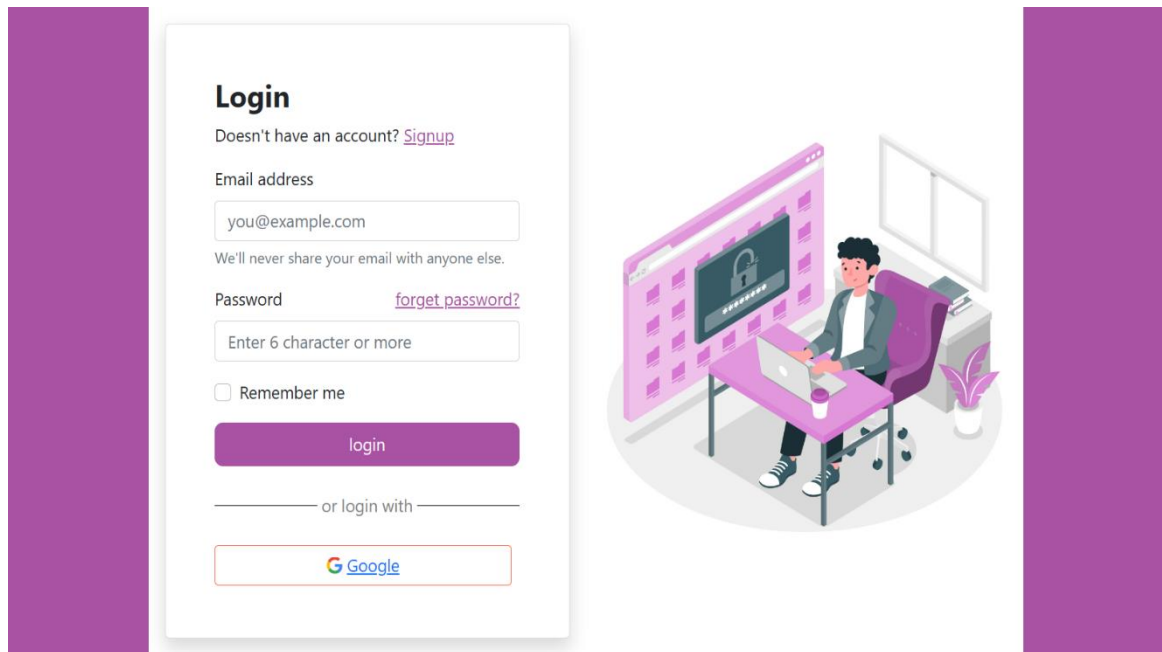 Login
Doesn't have an account? Signup
Email address
you@example.com
We'll never share your email with anyone else.
Password forget password?
Enter 6 character or more
Remember me
login
or login with
Google